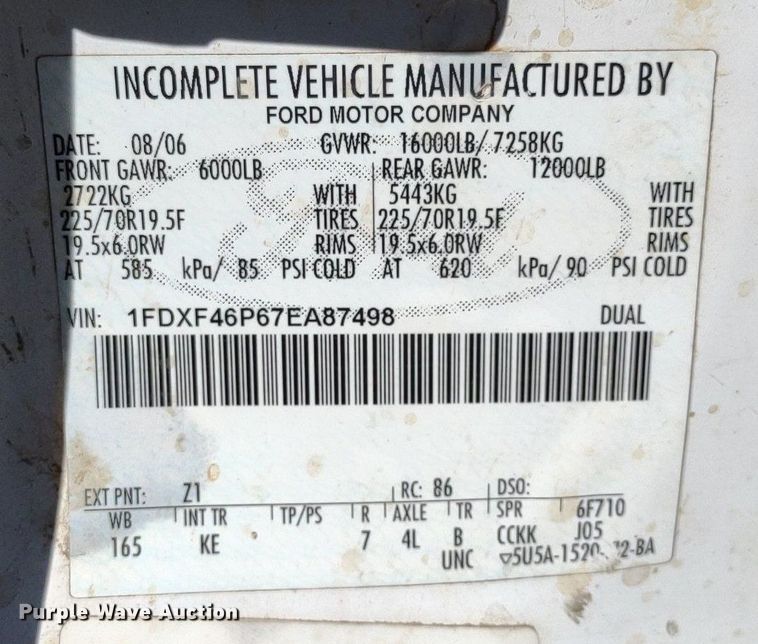 INCOMPLETE VEHICLE MANUFACTURED BY
FORD MOTOR COMPANY
DATE: 08/06 GVWR: 16000LB/ 7258KG
FRONT GAWR: 6000LB REAR GAWR: 12000LB
2722KG WITH 5443KG WITH
225/70R19.5F TIRES 225/70R19.5F TIRES
19.5x6.0RW RIMS 19.5x6.0RW RIMS
AT 585 kPa/ 85 PSI COLD AT 620 kPa/ 90 PSI COLD
VIN: 1FDXF46P67EA87498 DUAL
EXT PNT: Z1 RC: 86 DSO:
WB INT TR TP/PS R AXLE TR SPR 6F710
165 KE 7 4L B CCKK J05
UNC
Purple Wave Auction